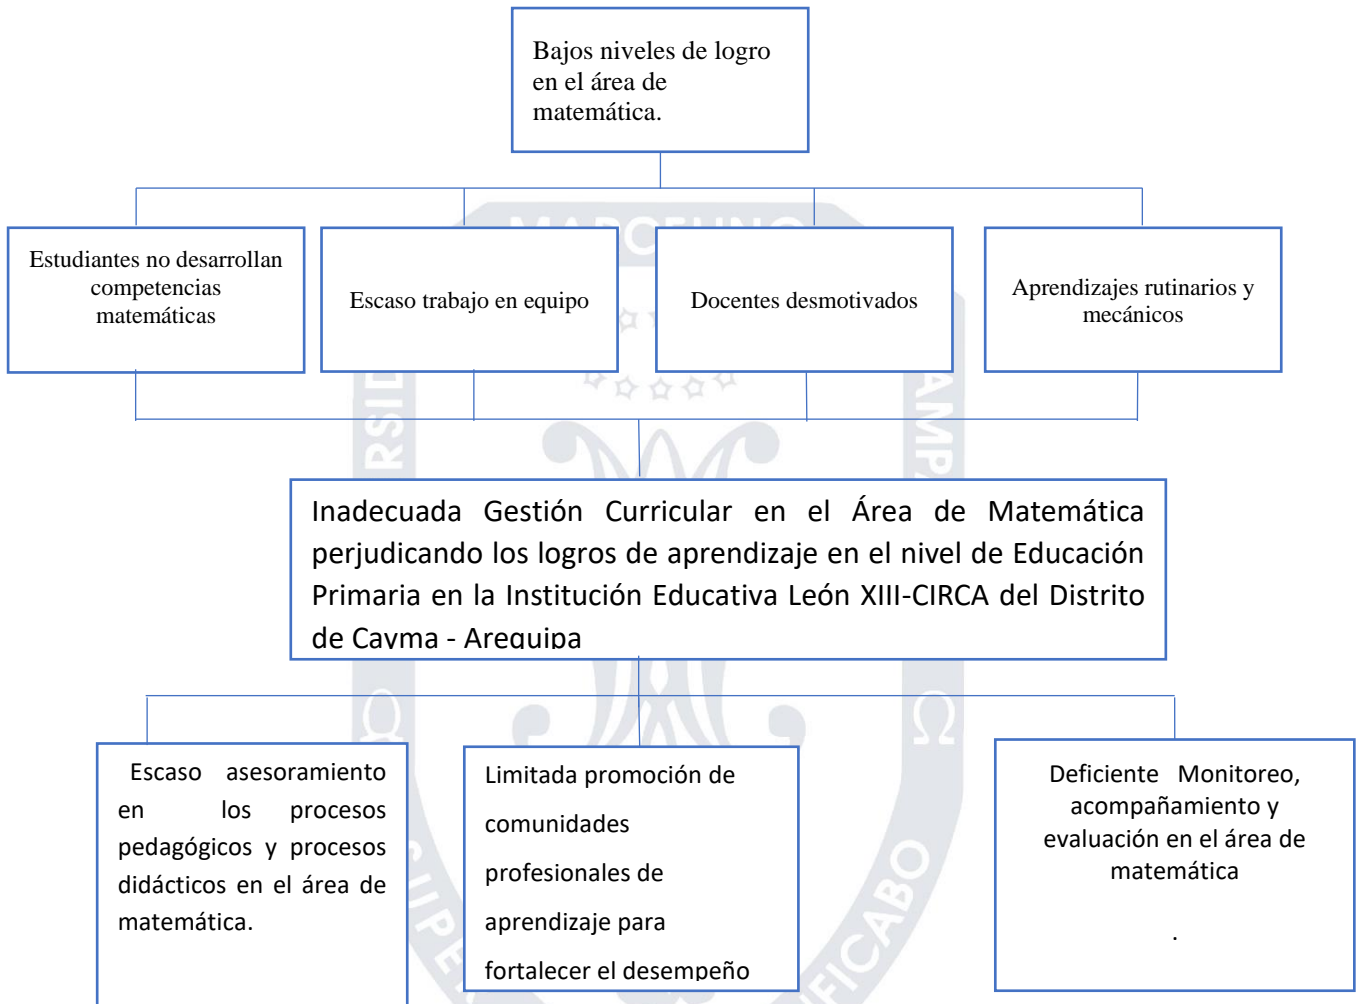 Bajos niveles de logro
en el área de
matemática.
MARCELINO
Estudiantes no desarrollan
competencias
matemáticas
Escaso trabajo en equipo
Docentes desmotivados
Aprendizajes rutinarios y
mecánicos
Inadecuada Gestión Curricular en el Área de Matemática
perjudicando los logros de aprendizaje en el nivel de Educación
Primaria en la Institución Educativa León XIII-CIRCA del Distrito
de Cayma - Arequipa
Escaso asesoramiento
en los procesos
pedagógicos y procesos
didácticos en el área de
matemática.
Limitada promoción de
comunidades
profesionales de
aprendizaje para
fortalecer el desempeño
Deficiente Monitoreo,
acompañamiento y
evaluación en el área de
matemática
.